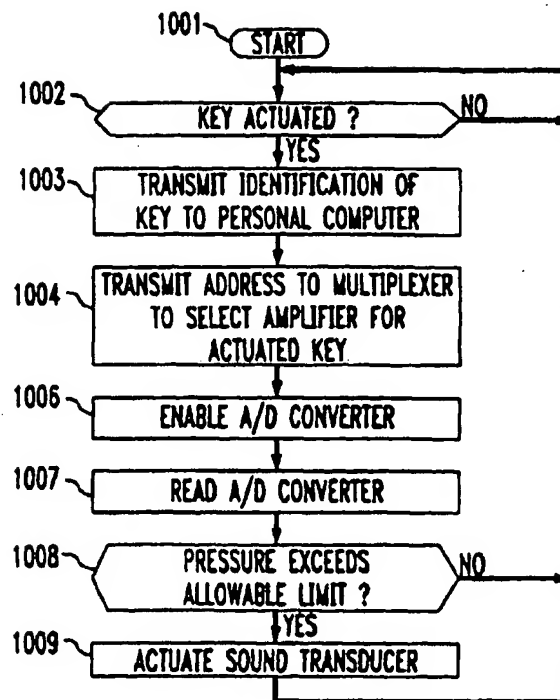 1001
START
1002
KEY ACTUATED ?
NO
YES
1003
TRANSMIT IDENTIFICATION OF
KEY TO PERSONAL COMPUTER
1004
TRANSMIT ADDRESS TO MULTIPLEXER
TO SELECT AMPLIFIER FOR
ACTUATED KEY
1006
ENABLE A/D CONVERTER
1007
READ A/D CONVERTER
1008
PRESSURE EXCEEDS
ALLOWABLE LIMIT ?
NO
YES
1009
ACTUATE SOUND TRANSDUCER